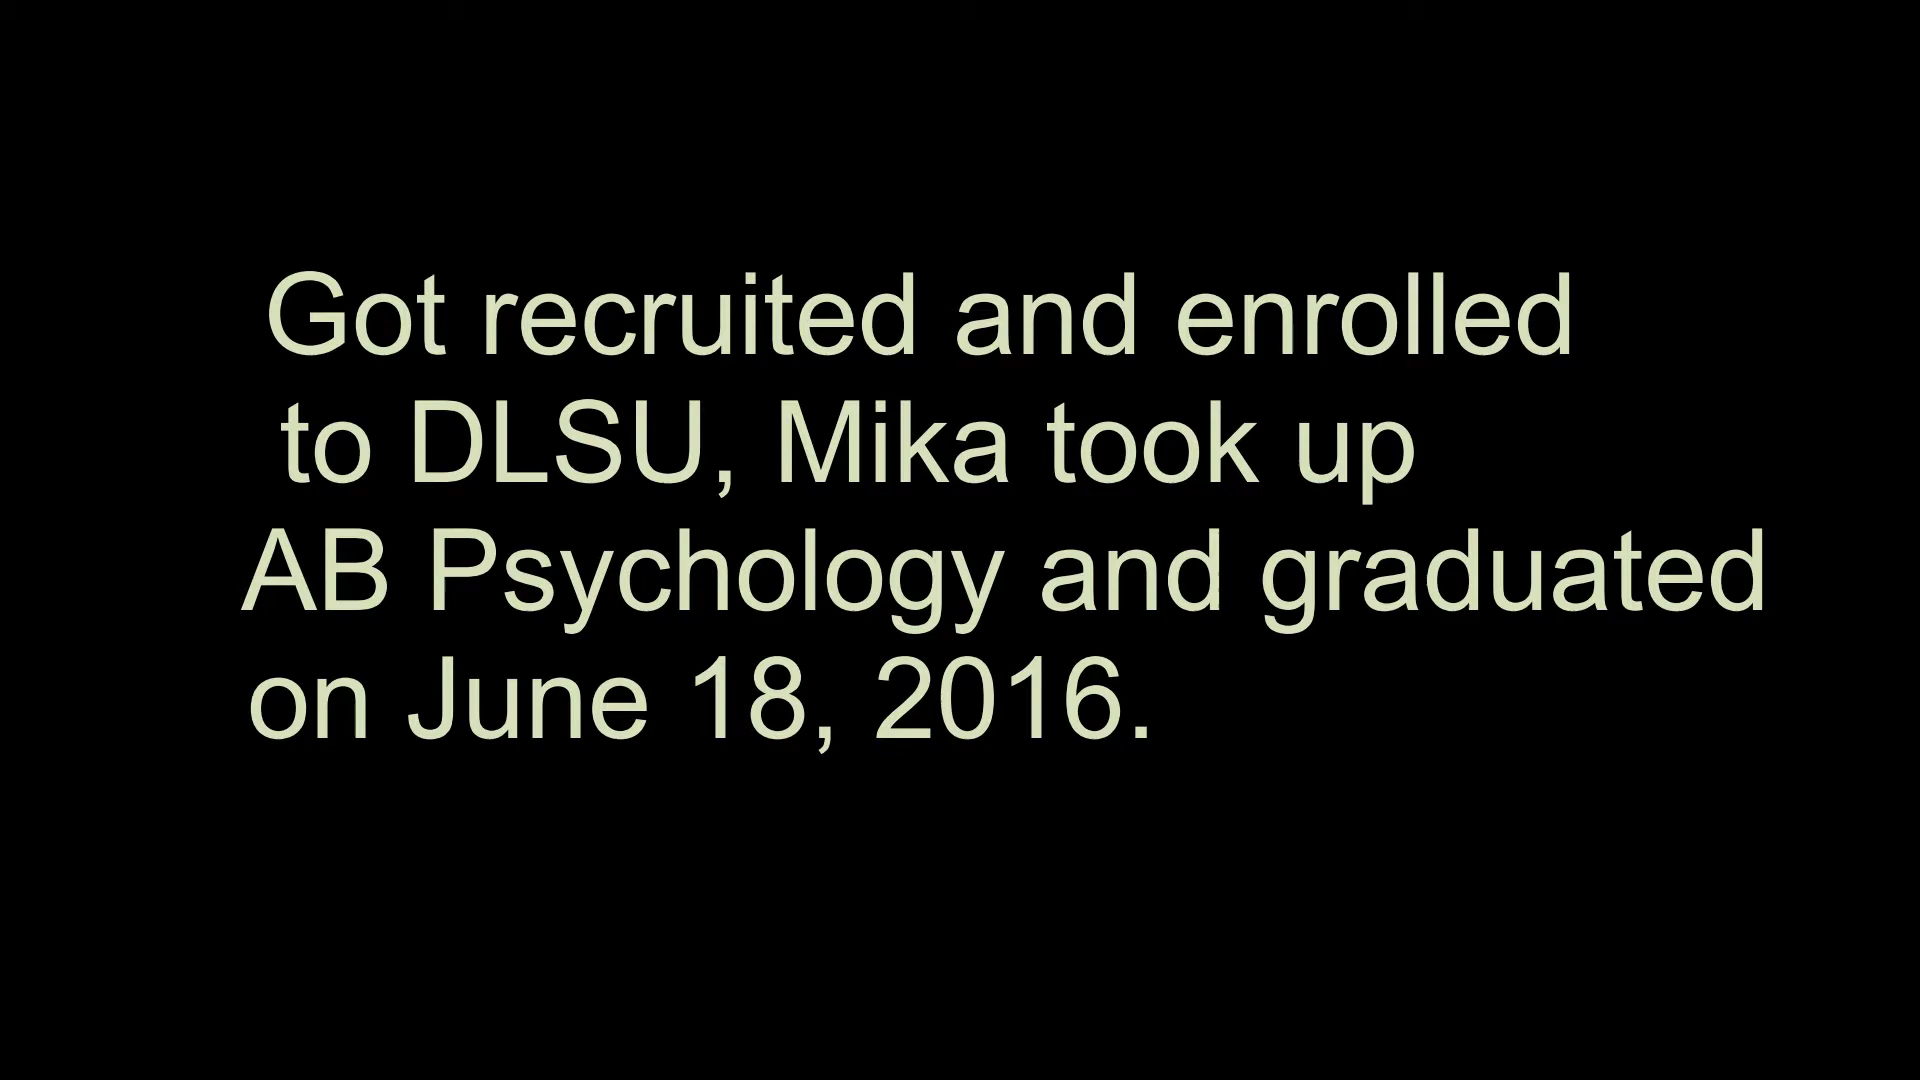 Got recruited and enrolled
to DLSU, Mika took up
AB Psychology and graduated
on June 18, 2016.